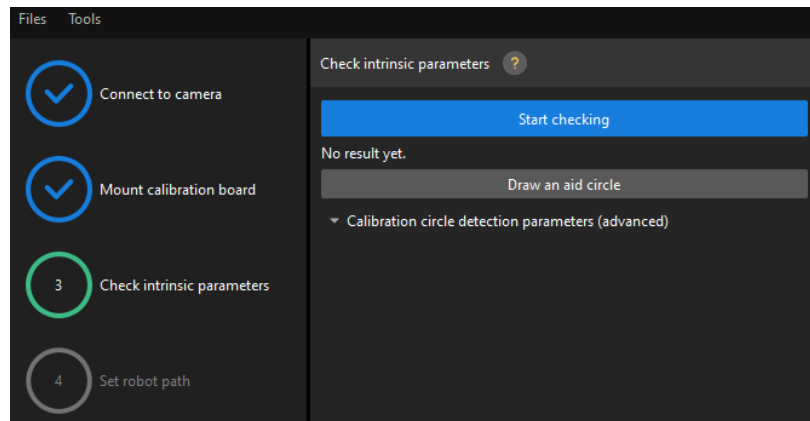 Files Tools
Connect to camera
Mount calibration board
3 Check intrinsic parameters
4 Set robot path
Check intrinsic parameters ?
Start checking
No result yet.
Draw an aid circle
Calibration circle detection parameters (advanced)